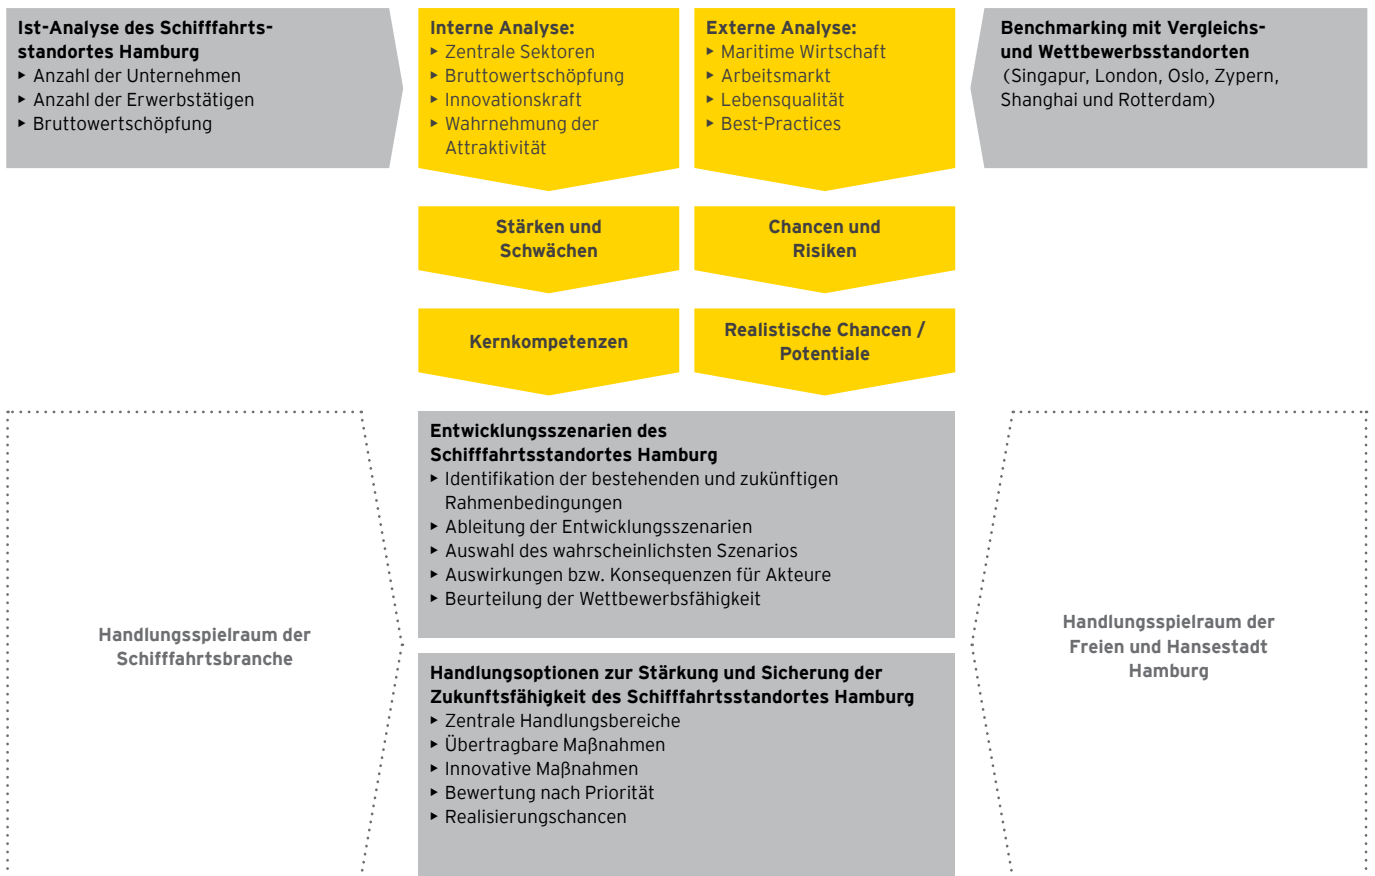 Ist-Analyse des Schifffahrts-
standortes Hamburg
▸ Anzahl der Unternehmen
▸ Anzahl der Erwerbstätigen
▸ Bruttowertschöpfung
Interne Analyse:
▸ Zentrale Sektoren
▸ Bruttowertschöpfung
▸ Innovationskraft
▸ Wahrnehmung der
Attraktivität
Externe Analyse:
▸ Maritime Wirtschaft
▸ Arbeitsmarkt
▸ Lebensqualität
▸ Best-Practices
Benchmarking mit Vergleichs-
und Wettbewerbsstandorten
(Singapur, London, Oslo, Zypern,
Shanghai und Rotterdam)
Stärken und
Schwächen
Chancen und
Risiken
Kernkompetenzen
Realistische Chancen /
Potentiale
Entwicklungsszenarien des
Schifffahrtsstandortes Hamburg
▸ Identifikation der bestehenden und zukünftigen
Rahmenbedingungen
▸ Ableitung der Entwicklungsszenarien
▸ Auswahl des wahrscheinlichsten Szenarios
▸ Auswirkungen bzw. Konsequenzen für Akteure
▸ Beurteilung der Wettbewerbsfähigkeit
Handlungsspielraum der
Schifffahrtsbranche
Handlungsspielraum der
Freien und Hansestadt
Hamburg
Handlungsoptionen zur Stärkung und Sicherung der
Zukunftsfähigkeit des Schifffahrtsstandortes Hamburg
▸ Zentrale Handlungsbereiche
▸ Übertragbare Maßnahmen
▸ Innovative Maßnahmen
▸ Bewertung nach Priorität
▸ Realisierungschancen